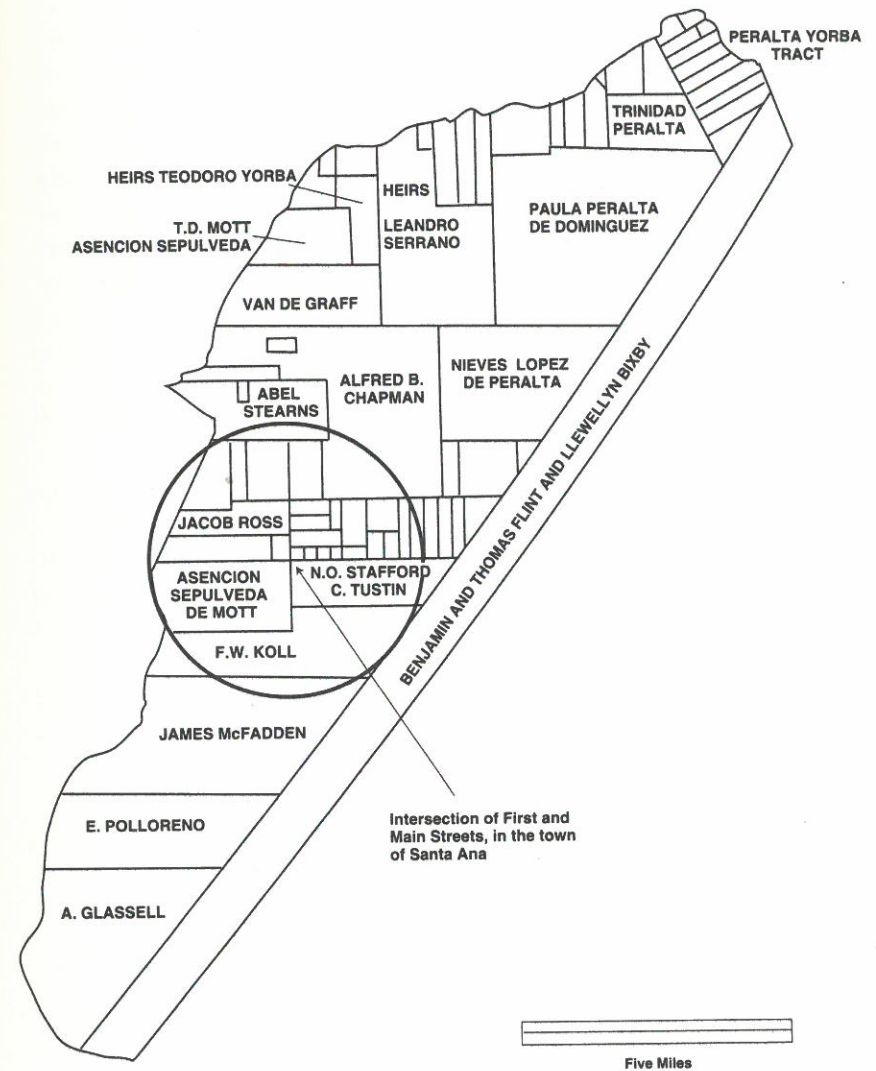 PERALTA YORBA
TRACT
TRINIDAD
PERALTA
HEIRS TEODORO YORBA
HEIRS
LEANDRO
SERRANO
PAULA PERALTA
DE DOMINGUEZ
T.D. MOTT
ASENCION SEPULVEDA
VAN DE GRAFF
NIEVES LOPEZ
DE PERALTA
ALFRED B.
CHAPMAN
ABEL
STEARNS
BENJAMIN AND THOMAS FLINT AND LLEWELLYN BIXBY
JACOB ROSS
N.O. STAFFORD
C. TUSTIN
ASENCION
SEPULVEDA
DE MOTT
F.W. KOLL
JAMES McFADDEN
E. POLLORENO
A. GLASSELL
Intersection of First and
Main Streets, in the town
of Santa Ana
Five Miles